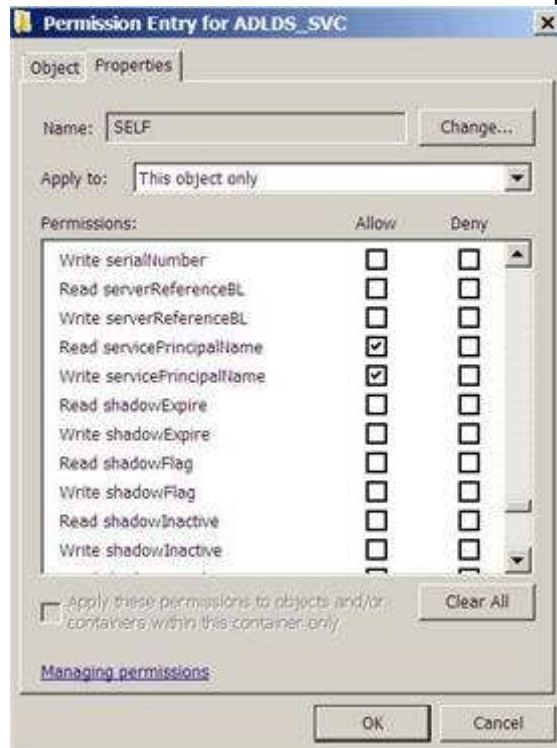 Permission Entry for ADLDS_SVC
Object Properties
Name: SELF Change...
Apply to: This object only
Permissions: Allow Deny
Write serialNumber
Read serverReferenceBL
Write serverReferenceBL
Read servicePrincipalName
Write servicePrincipalName
Read shadowExpire
Write shadowExpire
Read shadowFlag
Write shadowFlag
Read shadowInactive
Write shadowInactive
Apply these permissions to objects and/or Clear All
containers within this container only
Managing permissions
OK Cancel